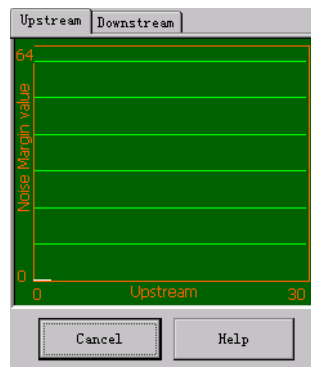 Upstream Downstream
64
Noise Margin value
0
0 Upstream 30
Cancel Help